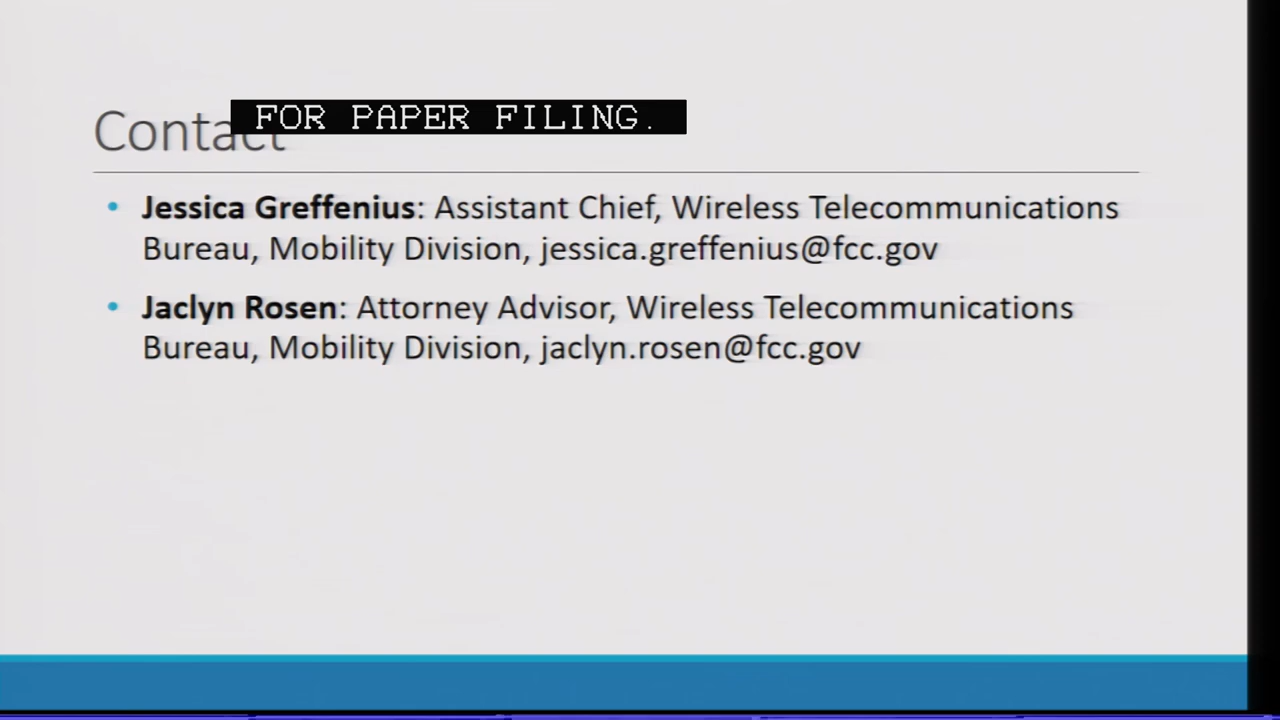 FOR PAPER FILING.
Contact
• Jessica Greffenius: Assistant Chief, Wireless Telecommunications
Bureau, Mobility Division, jessica.greffenius@fcc.gov
• Jaclyn Rosen: Attorney Advisor, Wireless Telecommunications
Bureau, Mobility Division, jaclyn.rosen@fcc.gov